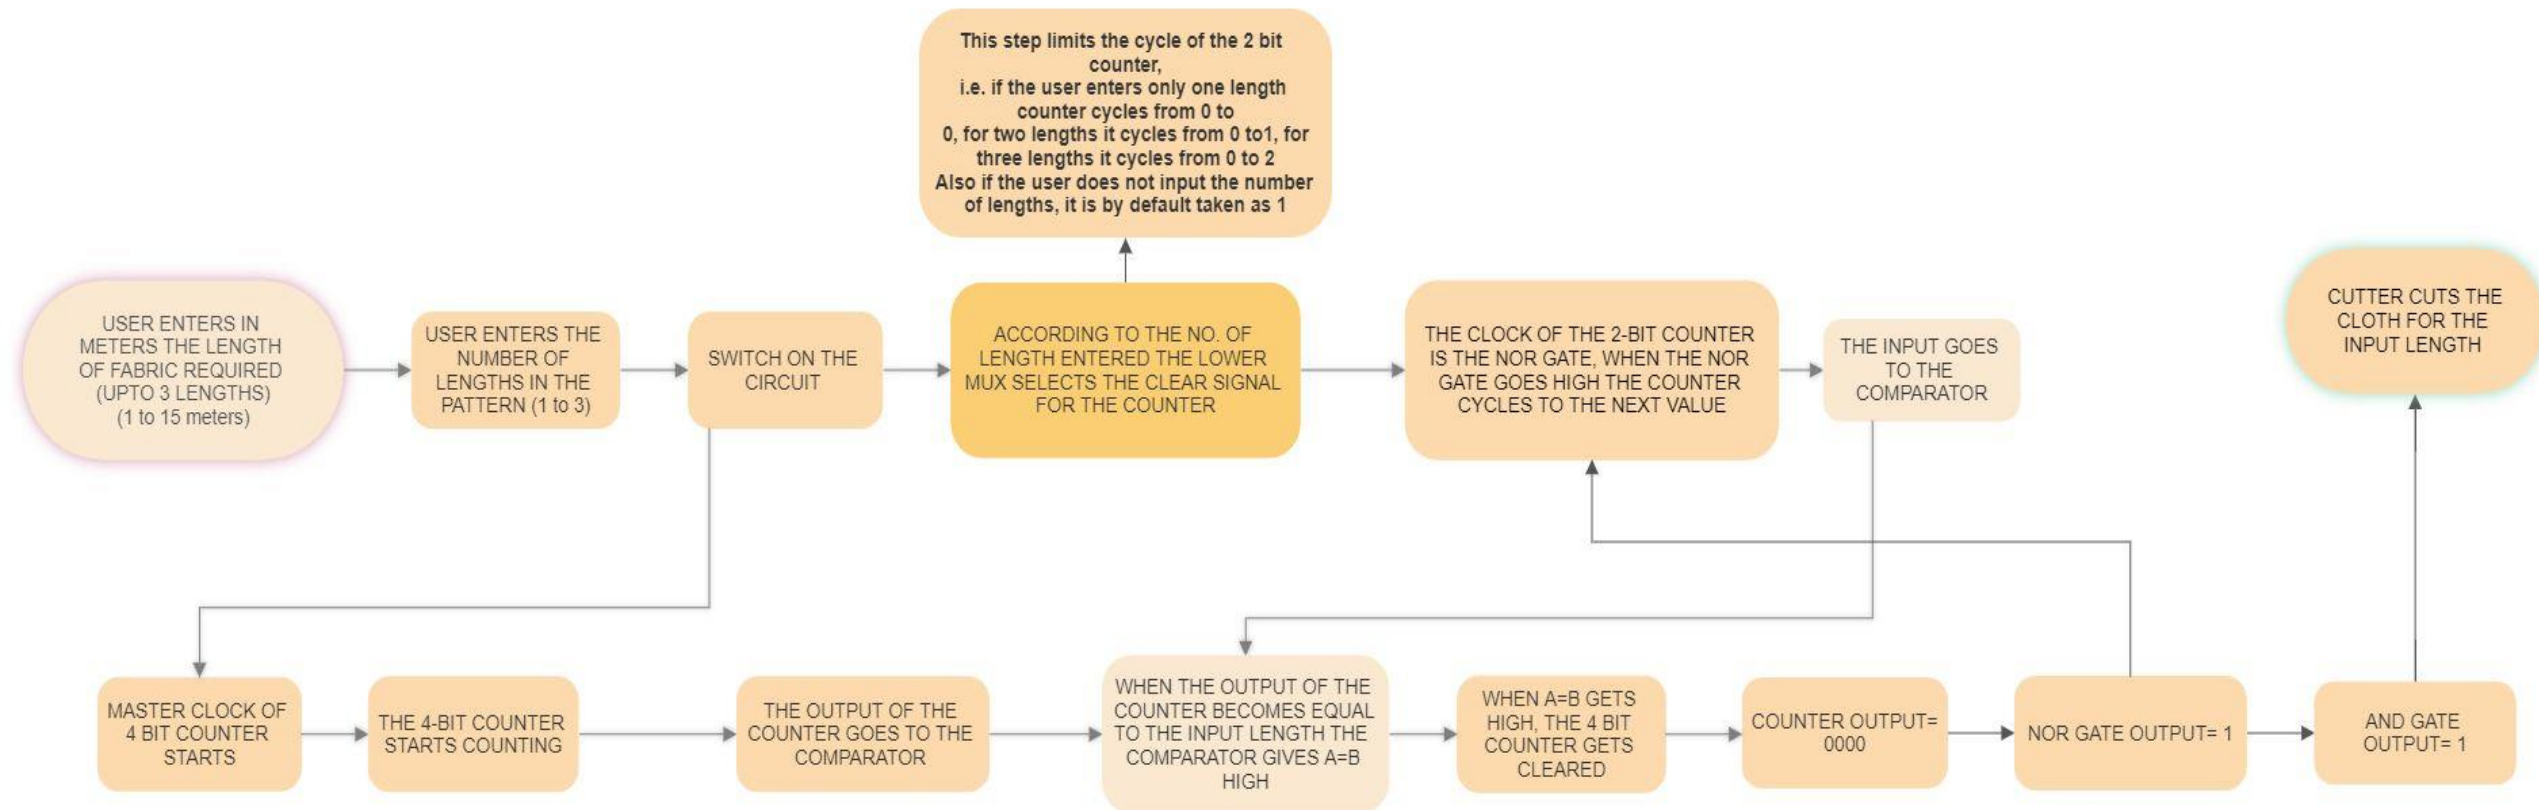 This step limits the cycle of the 2 bit
counter,
i.e. if the user enters only one length
counter cycles from 0 to
0, for two lengths it cycles from 0 to1, for
three lengths it cycles from 0 to 2
Also if the user does not input the number
of lengths, it is by default taken as 1
USER ENTERS IN
METERS THE LENGTH
OF FABRIC REQUIRED
(UPTO 3 LENGTHS)
(1 to 15 meters)
USER ENTERS THE
NUMBER OF
LENGTHS IN THE
PATTERN (1 to 3)
SWITCH ON THE
CIRCUIT
ACCORDING TO THE NO. OF
LENGTH ENTERED THE LOWER
MUX SELECTS THE CLEAR SIGNAL
FOR THE COUNTER
THE CLOCK OF THE 2-BIT COUNTER
IS THE NOR GATE, WHEN THE NOR
GATE GOES HIGH THE COUNTER
CYCLES TO THE NEXT VALUE
THE INPUT GOES
TO THE
COMPARATOR
CUTTER CUTS THE
CLOTH FOR THE
INPUT LENGTH
MASTER CLOCK OF
4 BIT COUNTER
STARTS
THE 4-BIT COUNTER
STARTS COUNTING
THE OUTPUT OF THE
COUNTER GOES TO THE
COMPARATOR
WHEN THE OUTPUT OF THE
COUNTER BECOMES EQUAL
TO THE INPUT LENGTH THE
COMPARATOR GIVES A=B
HIGH
WHEN A=B GETS
HIGH, THE 4 BIT
COUNTER GETS
CLEARED
COUNTER OUTPUT=
0000
NOR GATE OUTPUT= 1
AND GATE
OUTPUT= 1